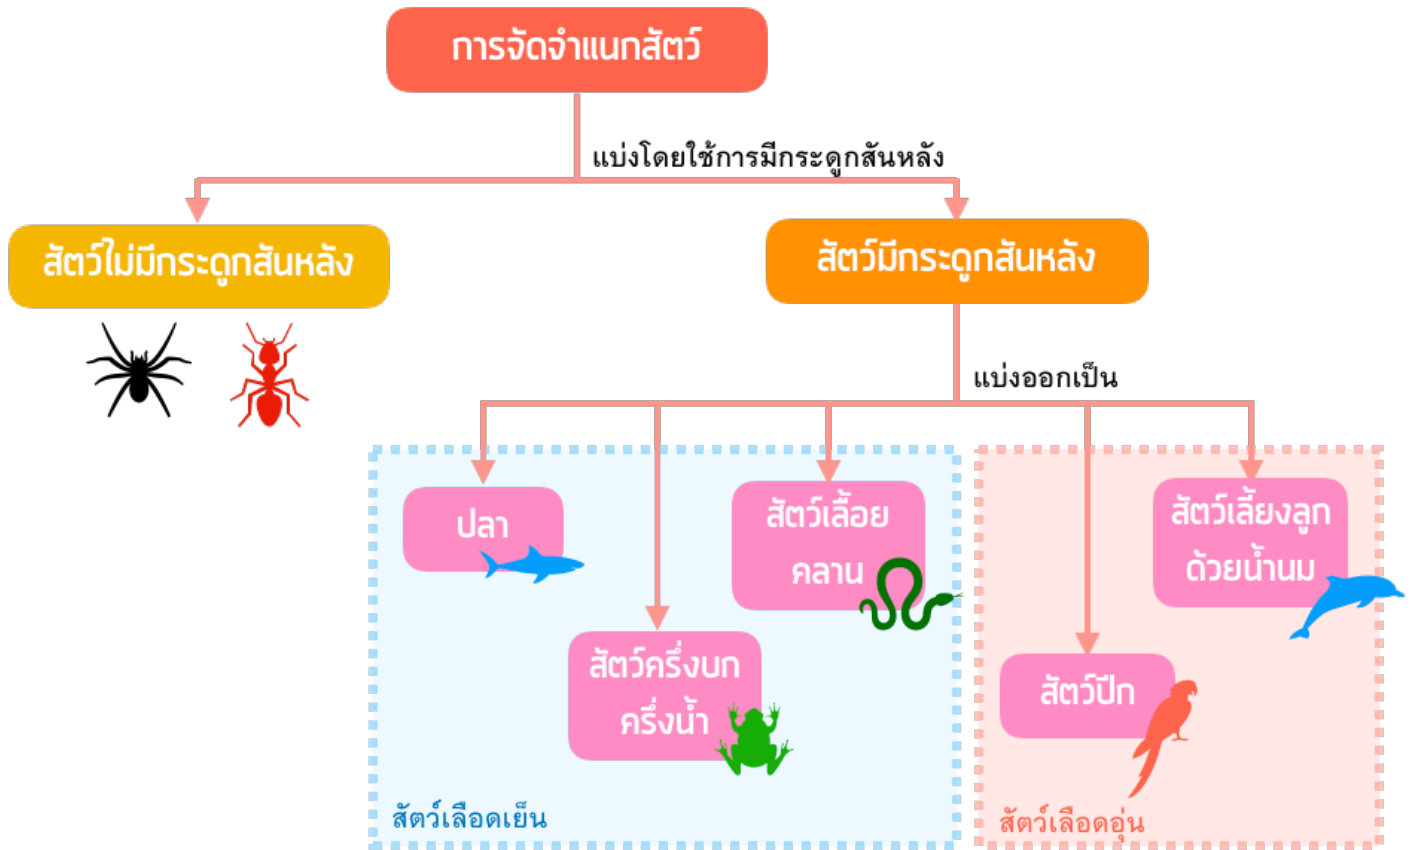 การจัดจำแนกสัตว์
แบ่งโดยใช้การมีกระดูกสันหลัง
สัตว์ไม่มีกระดูกสันหลัง
สัตว์มีกระดูกสันหลัง
แบ่งออกเป็น
ปลา
สัตว์ครึ่งบก
ครึ่งน้ำ
สัตว์เลื้อย
คลาน
สัตว์ปีก
สัตว์เลี้ยงลูก
ด้วยน้ำนม
สัตว์เลือดเย็น
สัตว์เลือดอุ่น